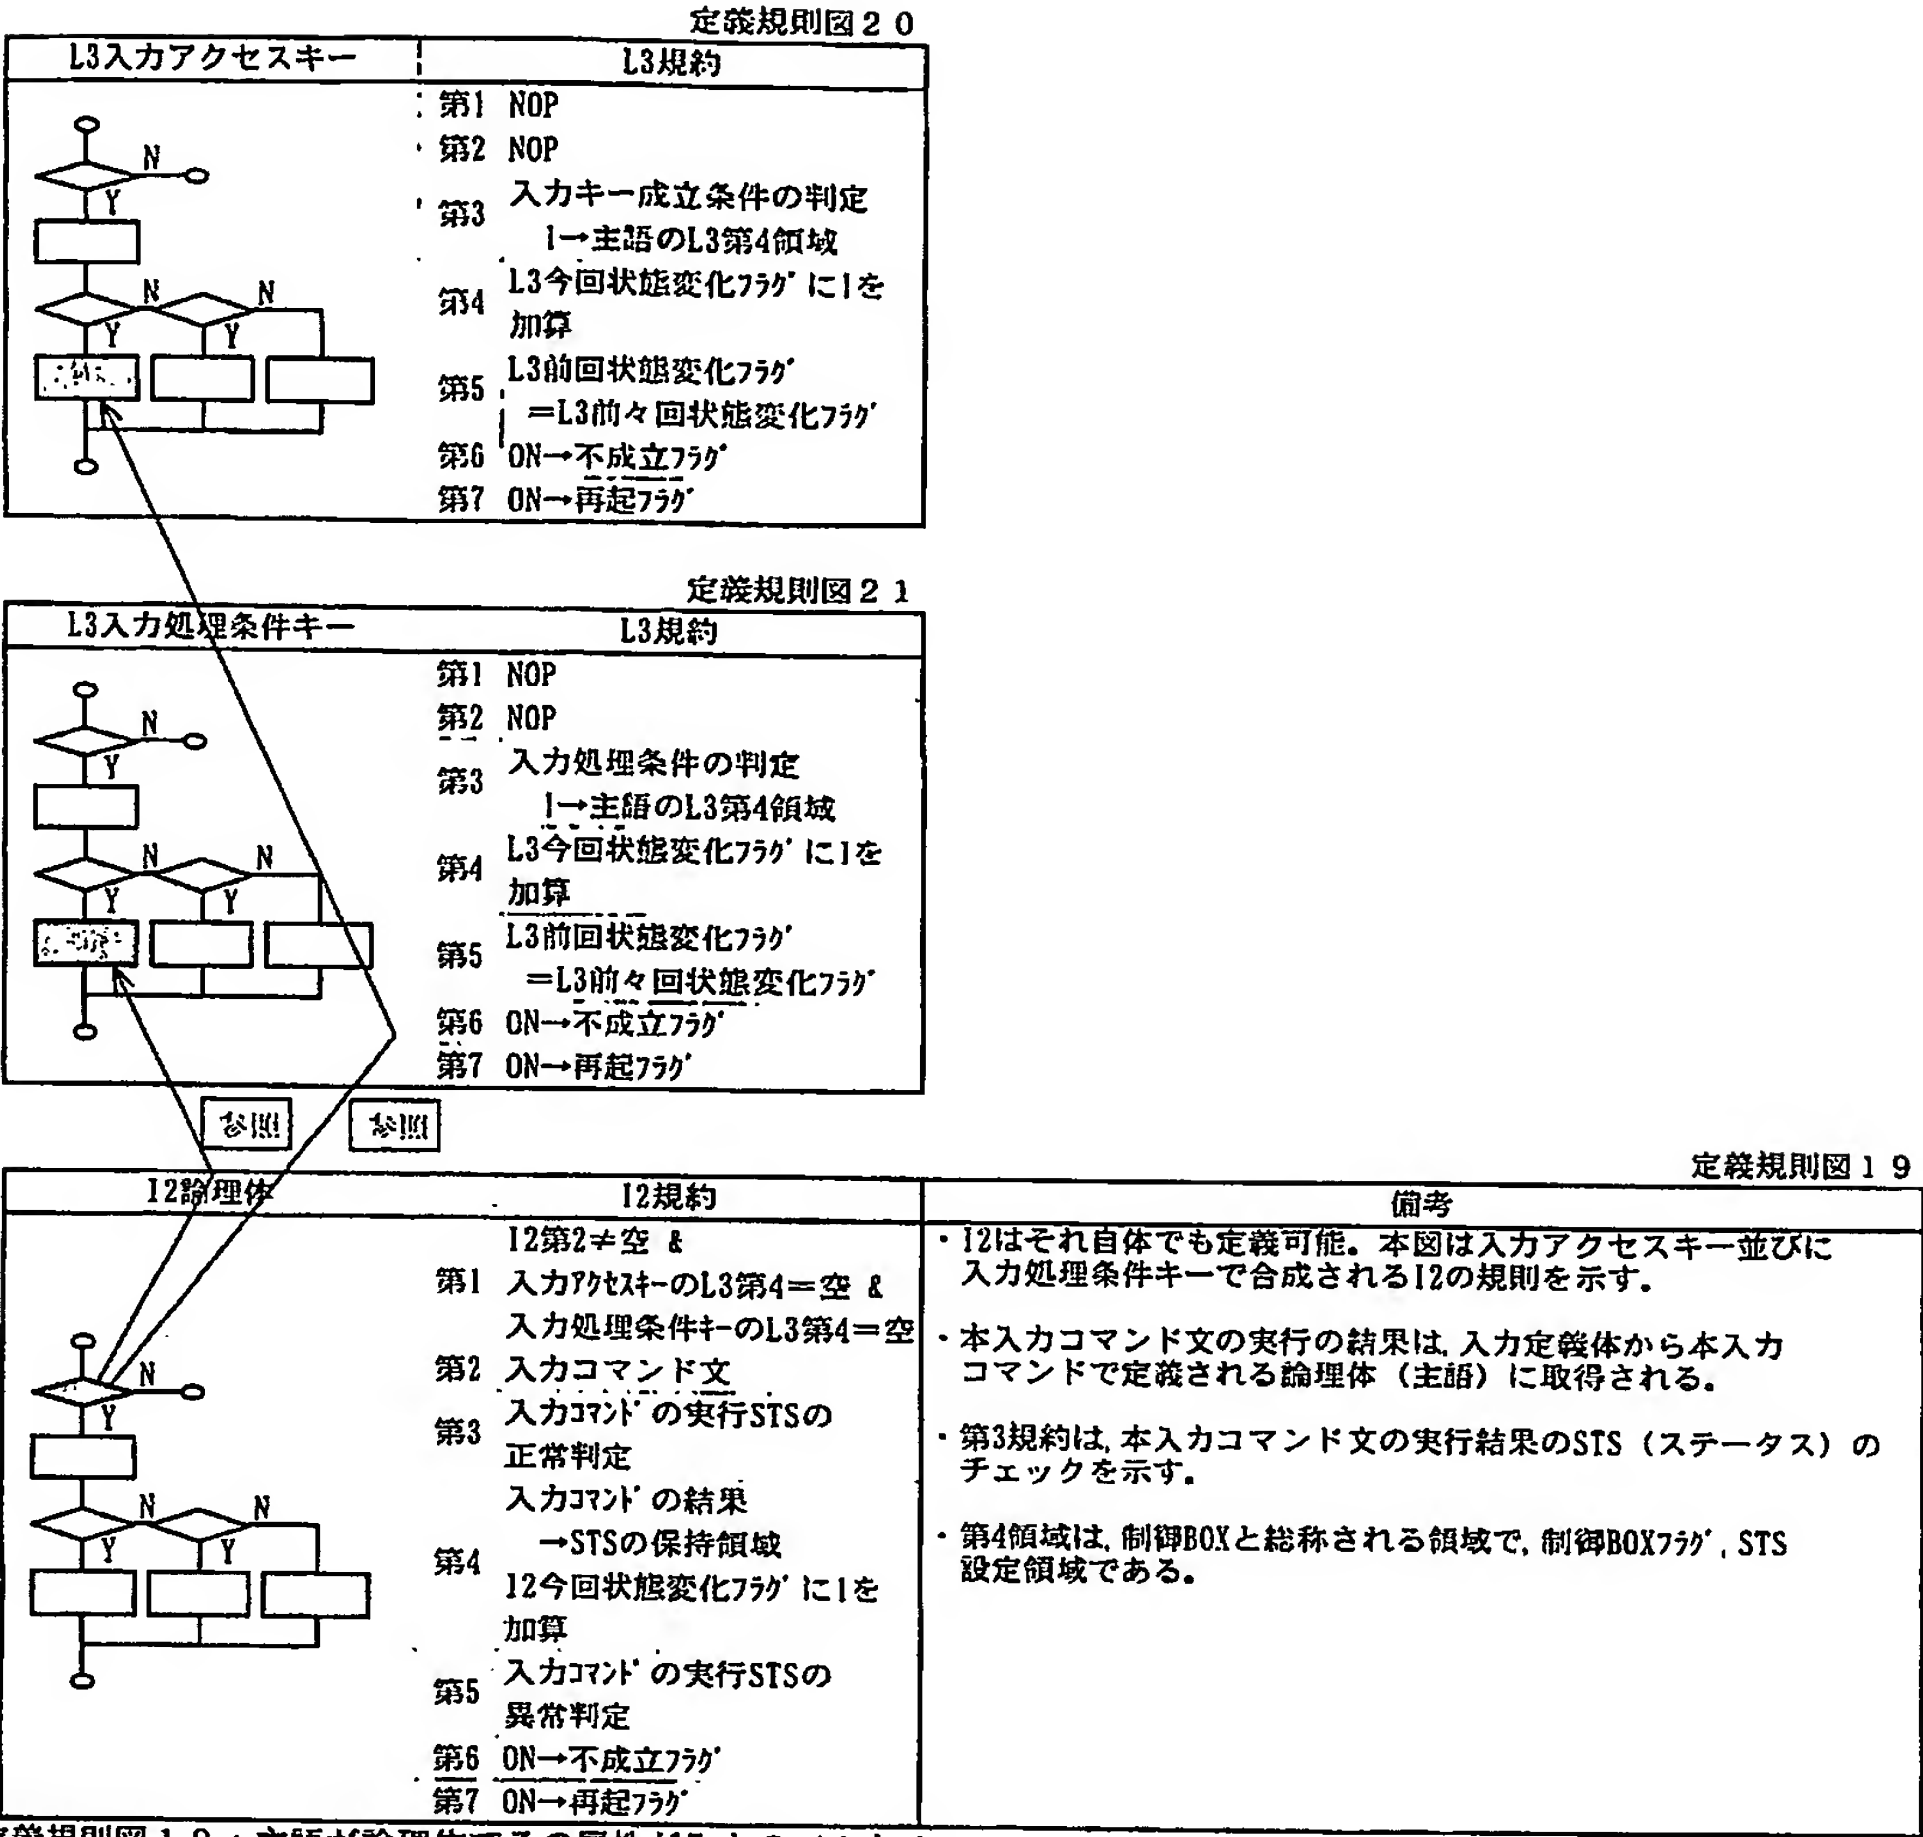 定義規則図２０
L3入力アクセスキー
L3規約
N
Y
N
N
Y
Y
第1 NOP
第2 NOP
第3 入力キー成立条件の判定
1→主語のL3第4領域
第4 L3今回状態変化ﾌﾗｸﾞに1を
加算
第5 L3前回状態変化ﾌﾗｸﾞ
＝L3前々回状態変化ﾌﾗｸﾞ
第6 ON→不成立ﾌﾗｸﾞ
第7 ON→再起ﾌﾗｸﾞ
定義規則図２１
L3入力処理条件キー
L3規約
N
Y
N
N
Y
Y
第1 NOP
第2 NOP
第3 入力処理条件の判定
1→主語のL3第4領域
第4 L3今回状態変化ﾌﾗｸﾞに1を
加算
第5 L3前回状態変化ﾌﾗｸﾞ
＝L3前々回状態変化ﾌﾗｸﾞ
第6 ON→不成立ﾌﾗｸﾞ
第7 ON→再起ﾌﾗｸﾞ
参照
参照
定義規則図１９
I2論理体
I2規約
備考
N
Y
N
N
Y
Y
I2第2≠空 &
第1 入力ｱｸｾｽｷｰのL3第4＝空 &
入力処理条件ｷｰのL3第4＝空
第2 入力コマンド文
第3 入力ｺﾏﾝﾄﾞの実行STSの
正常判定
入力ｺﾏﾝﾄﾞの結果
→STSの保持領域
第4
I2今回状態変化ﾌﾗｸﾞに1を
加算
第5 入力ｺﾏﾝﾄﾞの実行STSの
異常判定
第6 ON→不成立ﾌﾗｸﾞ
第7 ON→再起ﾌﾗｸﾞ
・I2はそれ自体でも定義可能。本図は入力アクセスキー並びに
入力処理条件キーで合成されるI2の規則を示す。
・本入力コマンド文の実行の結果は、入力定義体から本入力
コマンドで定義される論理体（主語）に取得される。
・第3規約は、本入力コマンド文の実行結果のSTS（ステータス）の
チェックを示す。
・第4領域は、制御BOXと総称される領域で、制御BOXﾌﾗｸﾞ、STS
設定領域である。